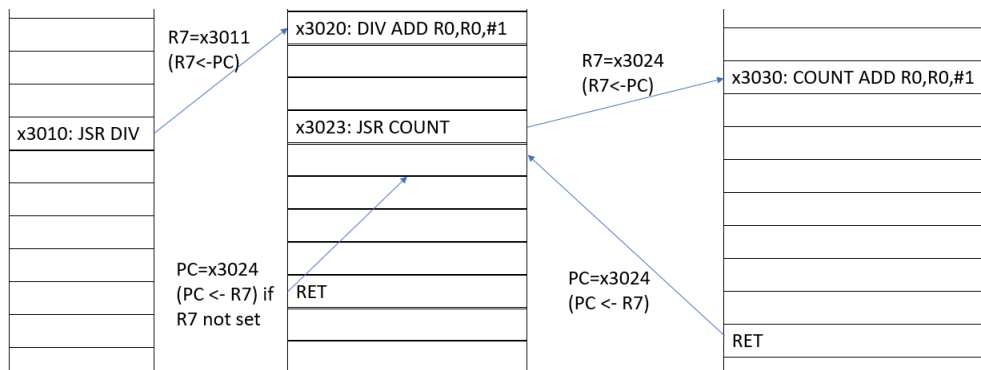 x3010: JSR DIV
R7=x3011
(R7<-PC)
x3020: DIV ADD R0,R0,#1
x3023: JSR COUNT
PC=x3024
(PC <- R7) if
R7 not set
RET
R7=x3024
(R7<-PC)
x3030: COUNT ADD R0,R0,#1
PC=x3024
(PC <- R7)
RET